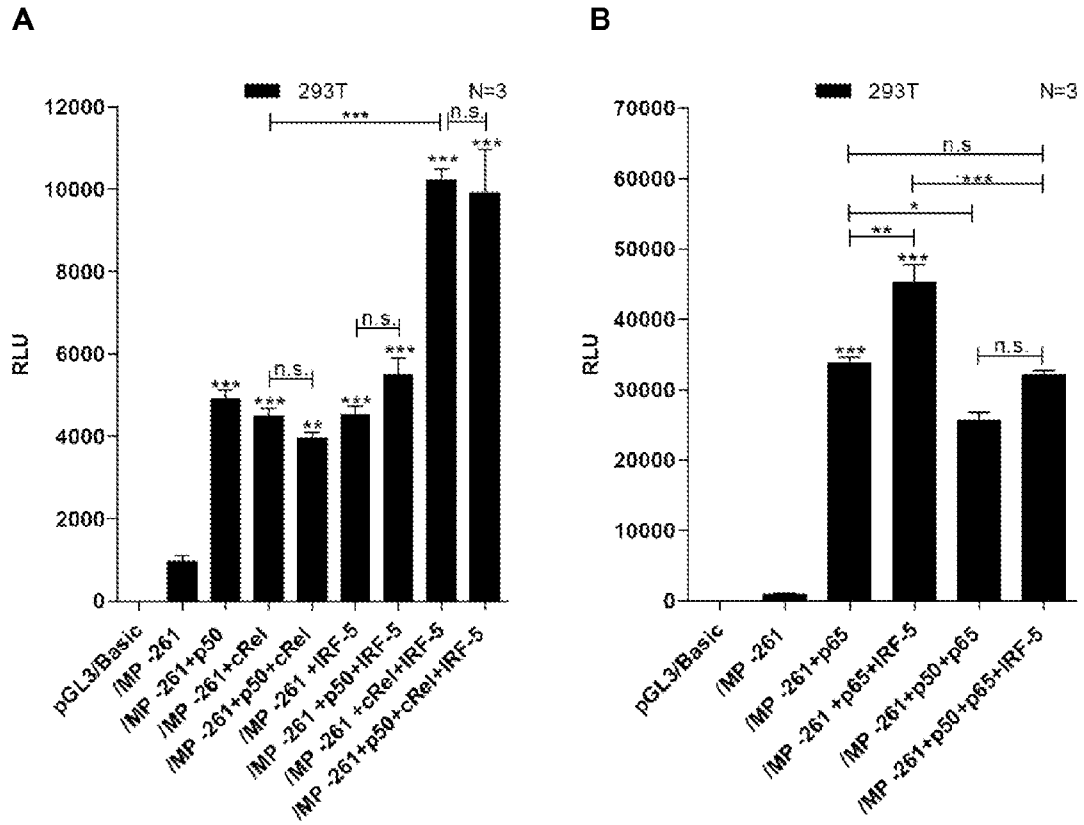 A
293T
N=3
RLU
12000
10000
8000
6000
4000
2000
0
***
n.s.
***
***
n.s.
***
n.s.
***
***
**
***
pGL3/Basic
/MP -261
/MP -261+p50
/MP -261+cRel
/MP -261+p50+cRel
/MP -261 +IRF-5
/MP -261 +p50+IRF-5
/MP -261 +cRel+IRF-5
/MP -261+p50+cRel+IRF-5
B
293T
N=3
RLU
70000
60000
50000
40000
30000
20000
10000
0
n.s
***
*
**
***
***
n.s.
pGL3/Basic
/MP -261
/MP -261+p65
/MP -261 +p65+IRF-5
/MP -261+p50+p65
/MP -261+p50+p65+IRF-5